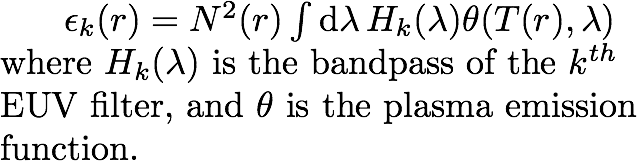 ϵ_k(r) = N²(r) ∫ dλ H_k(λ)θ(T(r), λ)
where H_k(λ) is the bandpass of the k^{th}
EUV filter, and θ is the plasma emission
function.